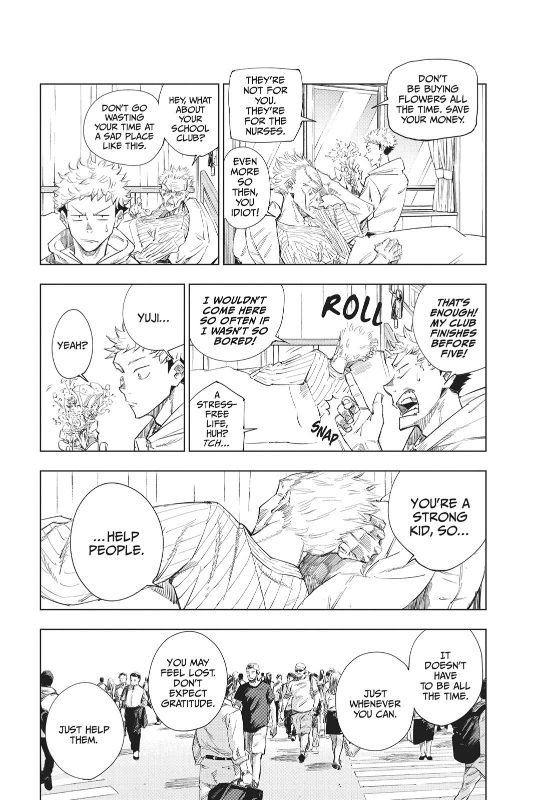 DON'T
BE BUYING
FLOWERS ALL
THE TIME. SAVE
YOUR MONEY.
THEY'RE
NOT FOR
YOU.
THEY'RE
FOR THE
NURSES.
EVEN
MORE
SO
THEN,
YOU
IDIOT!
HEY, WHAT
ABOUT
YOUR
SCHOOL
CLUB?
DON'T GO
WASTING
YOUR TIME AT
A SAD PLACE
LIKE THIS.
THAT'S
ENOUGH!
MY CLUB
FINISHES
BEFORE
FIVE!
ROLL
SNAP
I WOULDN'T
COME HERE
SO OFTEN IF
I WASN'T SO
BORED!
A
STRESS-
FREE
LIFE,
HUH?
TCH...
YUJI...
YEAH?
YOU'RE A
STRONG
KID, SO...
...HELP
PEOPLE.
IT
DOESN'T
HAVE
TO BE ALL
THE TIME.
JUST
WHENEVER
YOU CAN.
YOU MAY
FEEL LOST.
DON'T
EXPECT
GRATITUDE.
JUST HELP
THEM.